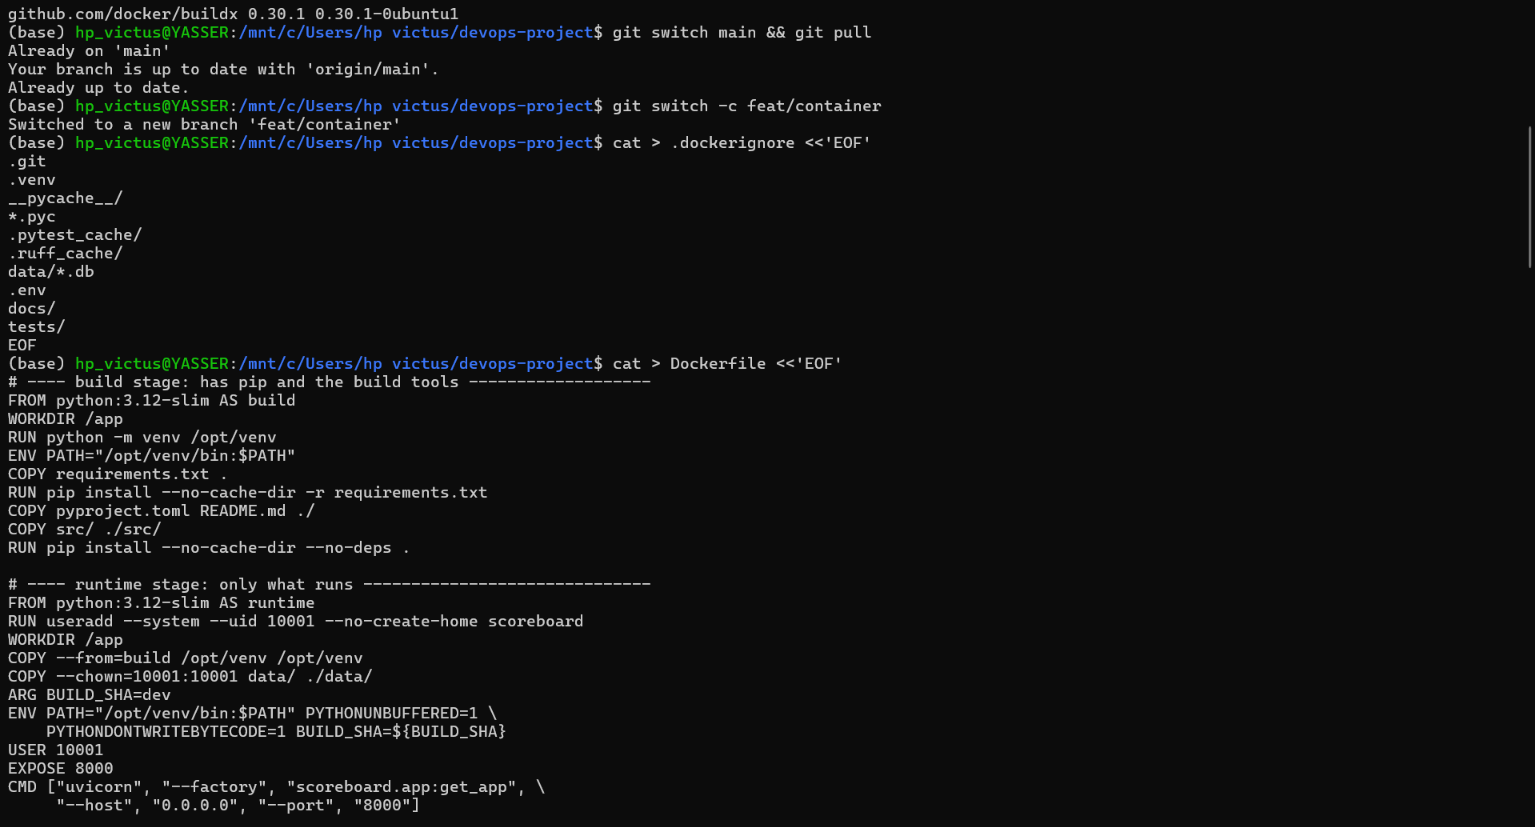 github.com/docker/buildx 0.30.1 0.30.1-0ubuntu1
(base) hp_victus@YASSER:/mnt/c/Users/hp victus/devops-project$ git switch main && git pull
Already on 'main'
Your branch is up to date with 'origin/main'.
Already up to date.
(base) hp_victus@YASSER:/mnt/c/Users/hp victus/devops-project$ git switch -c feat/container
Switched to a new branch 'feat/container'
(base) hp_victus@YASSER:/mnt/c/Users/hp victus/devops-project$ cat > .dockerignore <<'EOF'
.git
.venv
__pycache__/
*.pyc
.pytest_cache/
.ruff_cache/
data/*.db
.env
docs/
tests/
EOF
(base) hp_victus@YASSER:/mnt/c/Users/hp victus/devops-project$ cat > Dockerfile <<'EOF'
# ---- build stage: has pip and the build tools -------------------
FROM python:3.12-slim AS build
WORKDIR /app
RUN python -m venv /opt/venv
ENV PATH="/opt/venv/bin:$PATH"
COPY requirements.txt .
RUN pip install --no-cache-dir -r requirements.txt
COPY pyproject.toml README.md ./
COPY src/ ./src/
RUN pip install --no-cache-dir --no-deps .

# ---- runtime stage: only what runs ------------------------------
FROM python:3.12-slim AS runtime
RUN useradd --system --uid 10001 --no-create-home scoreboard
WORKDIR /app
COPY --from=build /opt/venv /opt/venv
COPY --chown=10001:10001 data/ ./data/
ARG BUILD_SHA=dev
ENV PATH="/opt/venv/bin:$PATH" PYTHONUNBUFFERED=1 \
    PYTHONDONTWRITEBYTECODE=1 BUILD_SHA=${BUILD_SHA}
USER 10001
EXPOSE 8000
CMD ["uvicorn", "--factory", "scoreboard.app:get_app", \
     "--host", "0.0.0.0", "--port", "8000"]